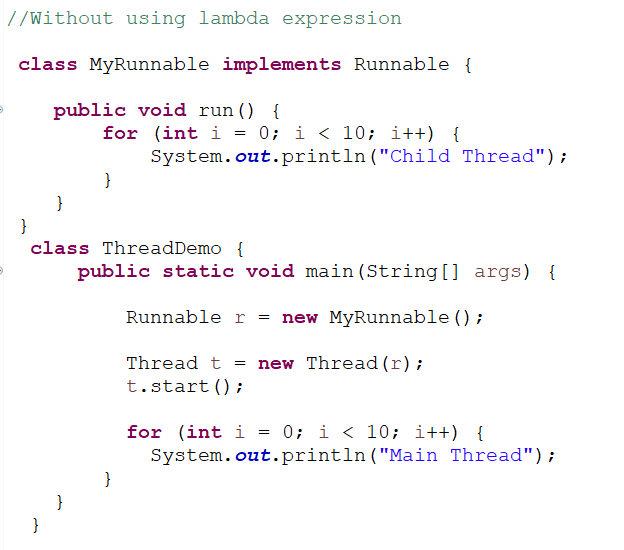 //Without using lambda expression
class MyRunnable implements Runnable {
public void run() {
for (int i = 0; i < 10; i++) {
System.out.println("Child Thread");
}
}
}
class ThreadDemo {
public static void main(String[] args) {
Runnable r = new MyRunnable();
Thread t = new Thread(r);
t.start();
for (int i = 0; i < 10; i++) {
System.out.println("Main Thread");
}
}
}